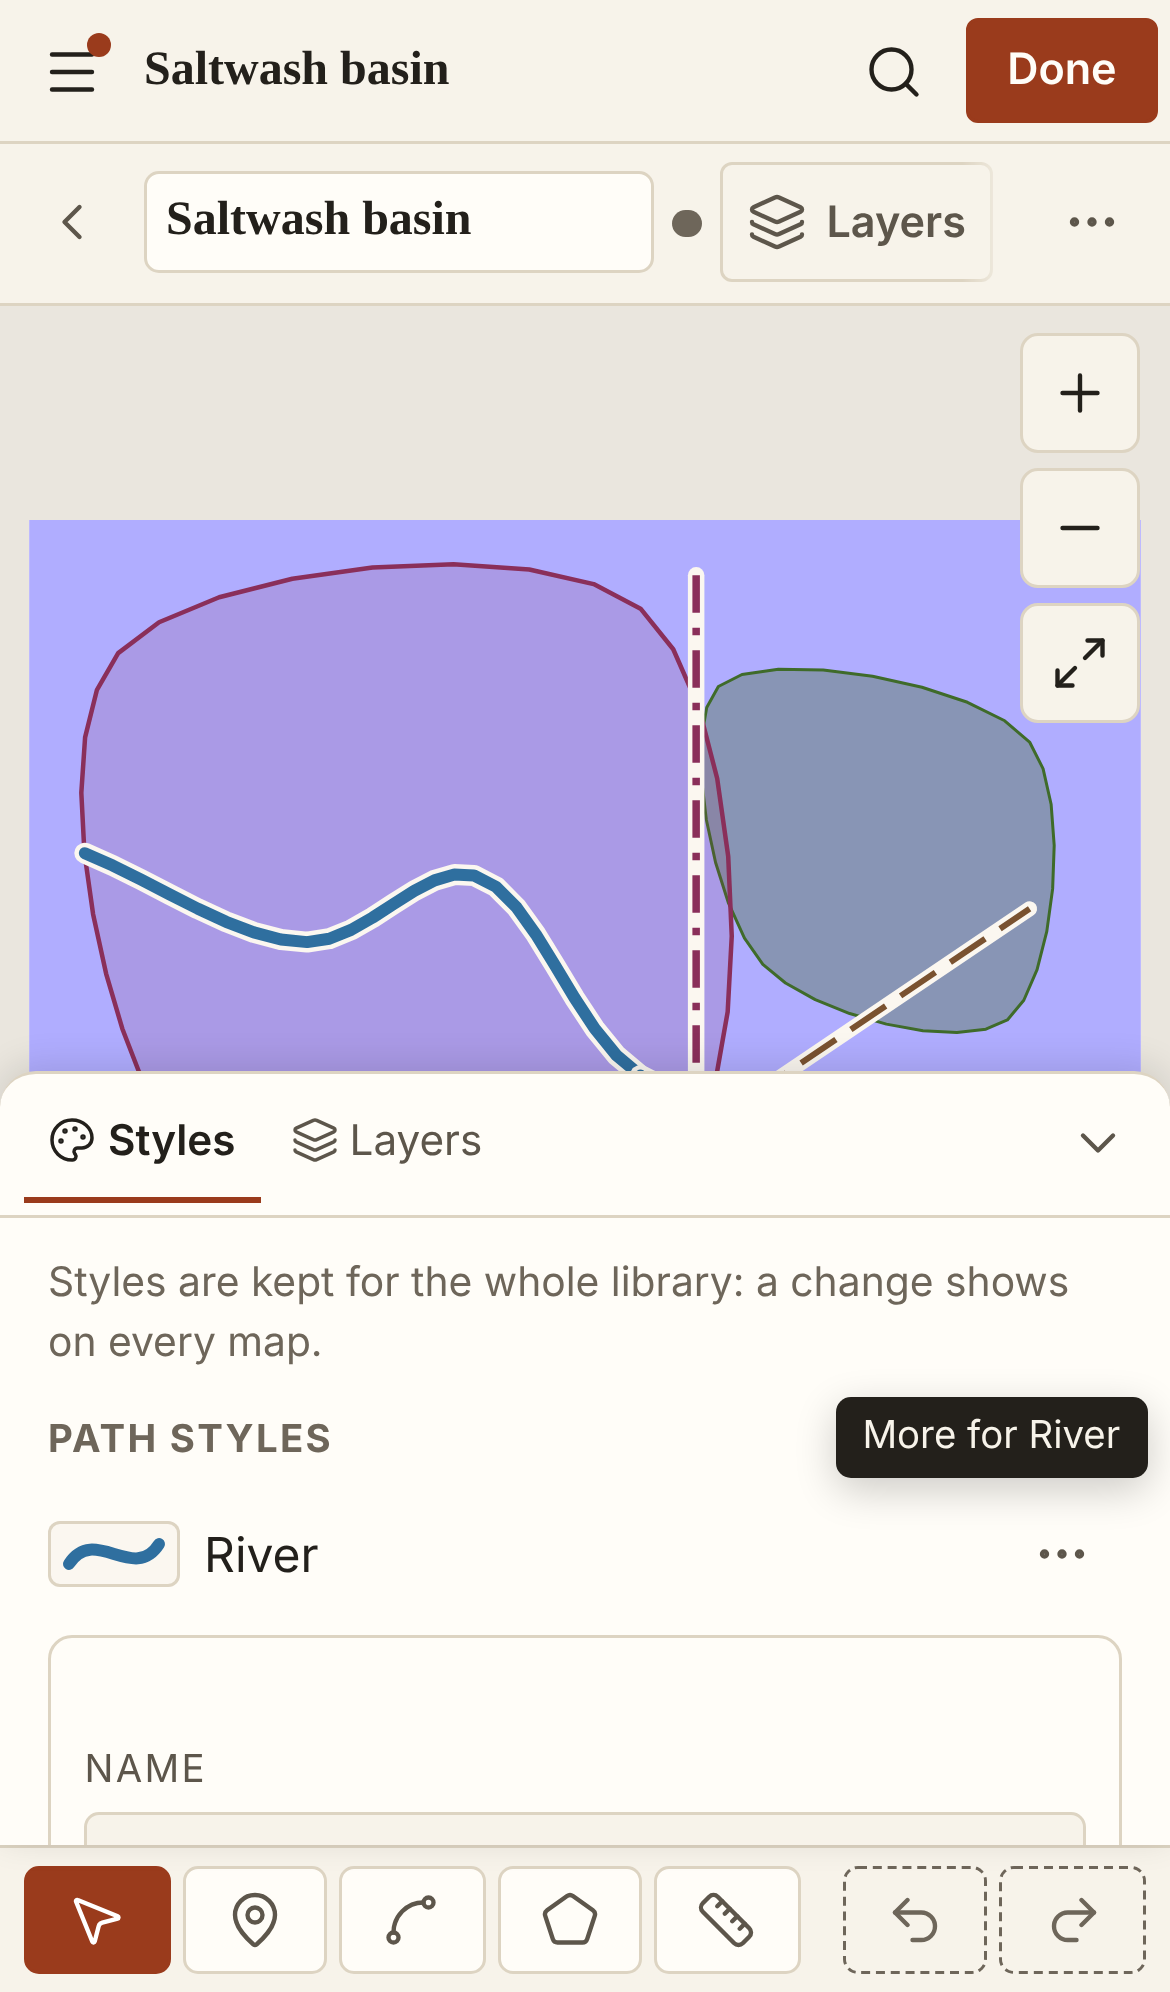 Saltwash basin
Done
Saltwash basin
Layers
Styles
Layers
Styles are kept for the whole library: a change shows
on every map.
PATH STYLES
More for River
River
NAME